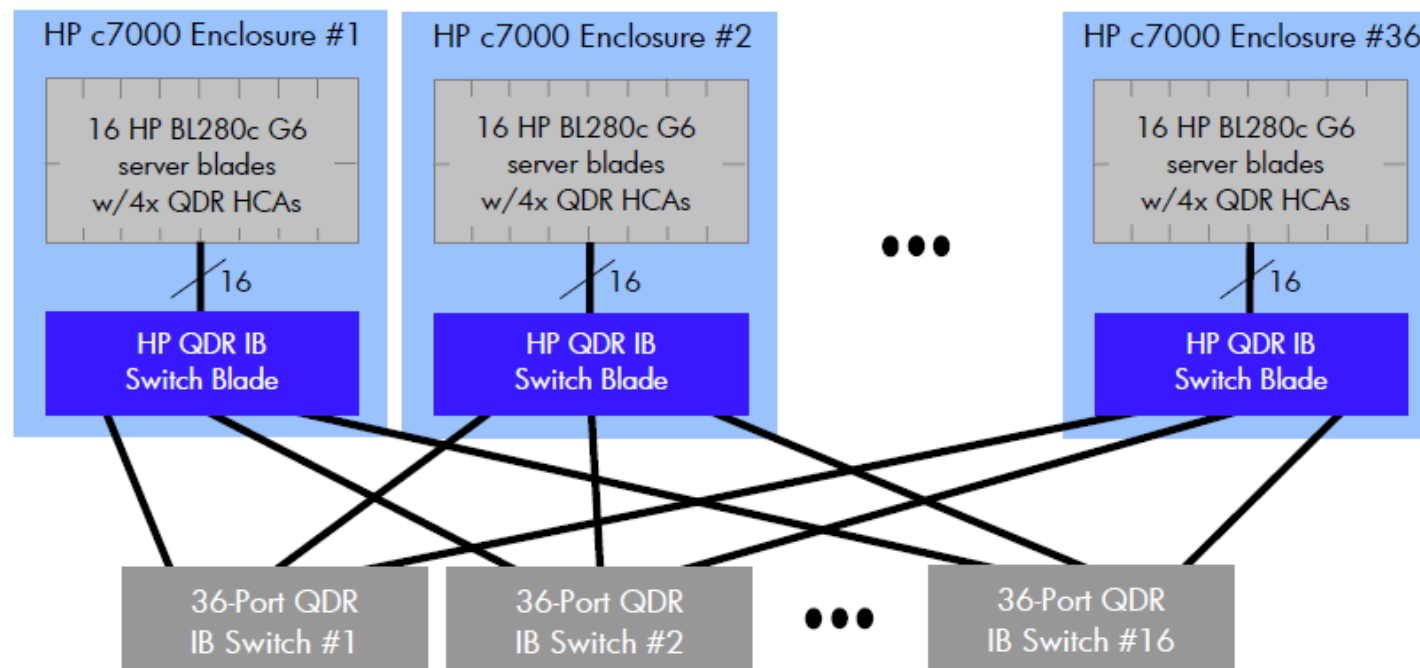 HP c7000 Enclosure #1
16 HP BL280c G6
server blades
w/4x QDR HCAs
16
HP QDR IB
Switch Blade
HP c7000 Enclosure #2
16 HP BL280c G6
server blades
w/4x QDR HCAs
16
HP QDR IB
Switch Blade
HP c7000 Enclosure #36
16 HP BL280c G6
server blades
w/4x QDR HCAs
16
HP QDR IB
Switch Blade
36-Port QDR
IB Switch #1
36-Port QDR
IB Switch #2
36-Port QDR
IB Switch #16